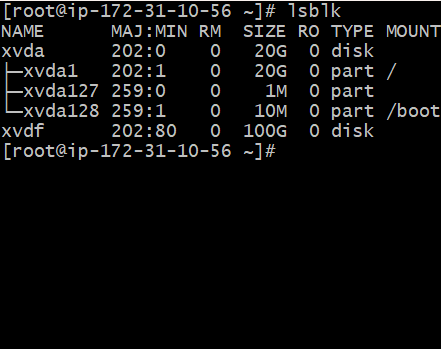 [root@ip-172-31-10-56 ~]# lsblk
NAME      MAJ:MIN RM  SIZE RO TYPE MOUNT
xvda      202:0    0   20G  0 disk
├─xvda1   202:1    0   20G  0 part /
├─xvda127 259:0    0    1M  0 part
└─xvda128 259:1    0   10M  0 part /boot
xvdf      202:80   0  100G  0 disk
[root@ip-172-31-10-56 ~]#